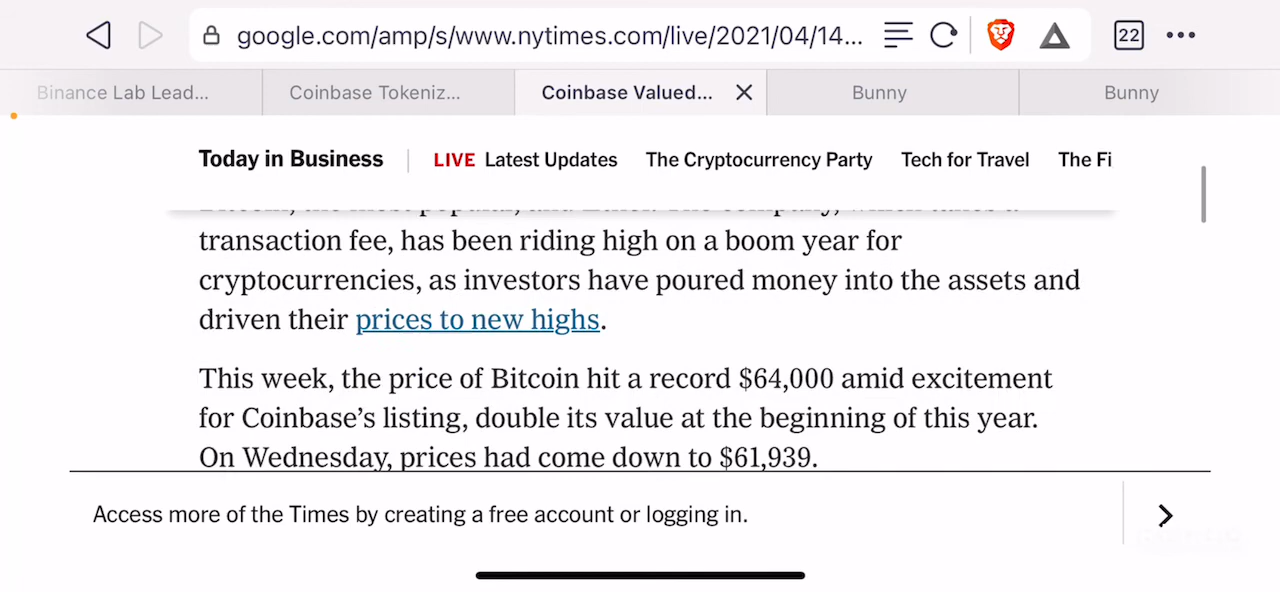 google.com/amp/s/www.nytimes.com/live/2021/04/14...
22
Binance Lab Lead...
Coinbase Tokeniz...
Coinbase Valued...
Bunny
Bunny
Today in Business
LIVE Latest Updates
The Cryptocurrency Party
Tech for Travel
The Fi
transaction fee, has been riding high on a boom year for
cryptocurrencies, as investors have poured money into the assets and
driven their prices to new highs.
This week, the price of Bitcoin hit a record $64,000 amid excitement
for Coinbase’s listing, double its value at the beginning of this year.
On Wednesday, prices had come down to $61,939.
Access more of the Times by creating a free account or logging in.